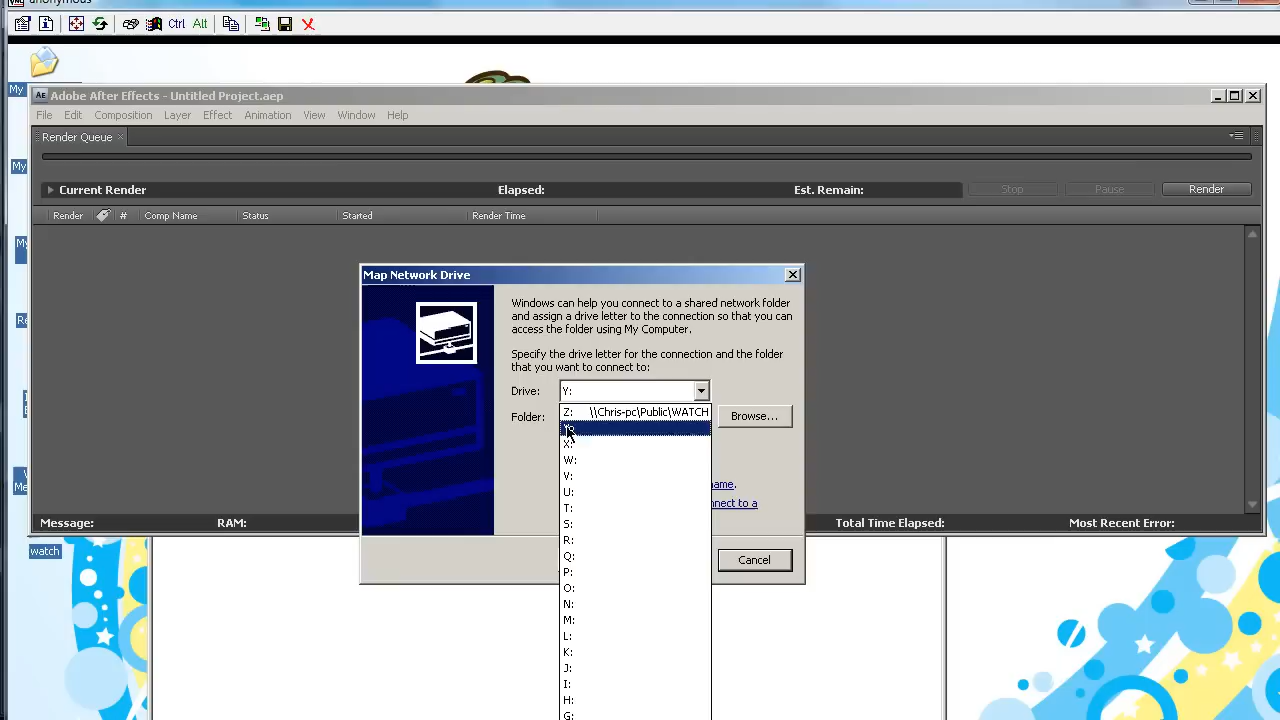 anonymous
Ctrl Alt
My
Adobe After Effects - Untitled Project.aep
File Edit Composition Layer Effect Animation View Window Help
Render Queue
Current Render Elapsed: Est. Remain: Stop Pause Render
Render # Comp Name Status Started Render Time
My
My
Map Network Drive
Windows can help you connect to a shared network folder
and assign a drive letter to the connection so that you can
access the folder using My Computer.
Specify the drive letter for the connection and the folder
that you want to connect to:
Drive: Y:
Folder: Browse...
Z: \\Chris-pc\Public\WATCH
Y:
X:
W:
V:
U:
T:
S:
R:
Q:
P:
O:
N:
M:
L:
K:
J:
I:
H:
G:
name.
nnect to a
Cancel
Re
Me
Message: RAM: Total Time Elapsed: Most Recent Error:
watch